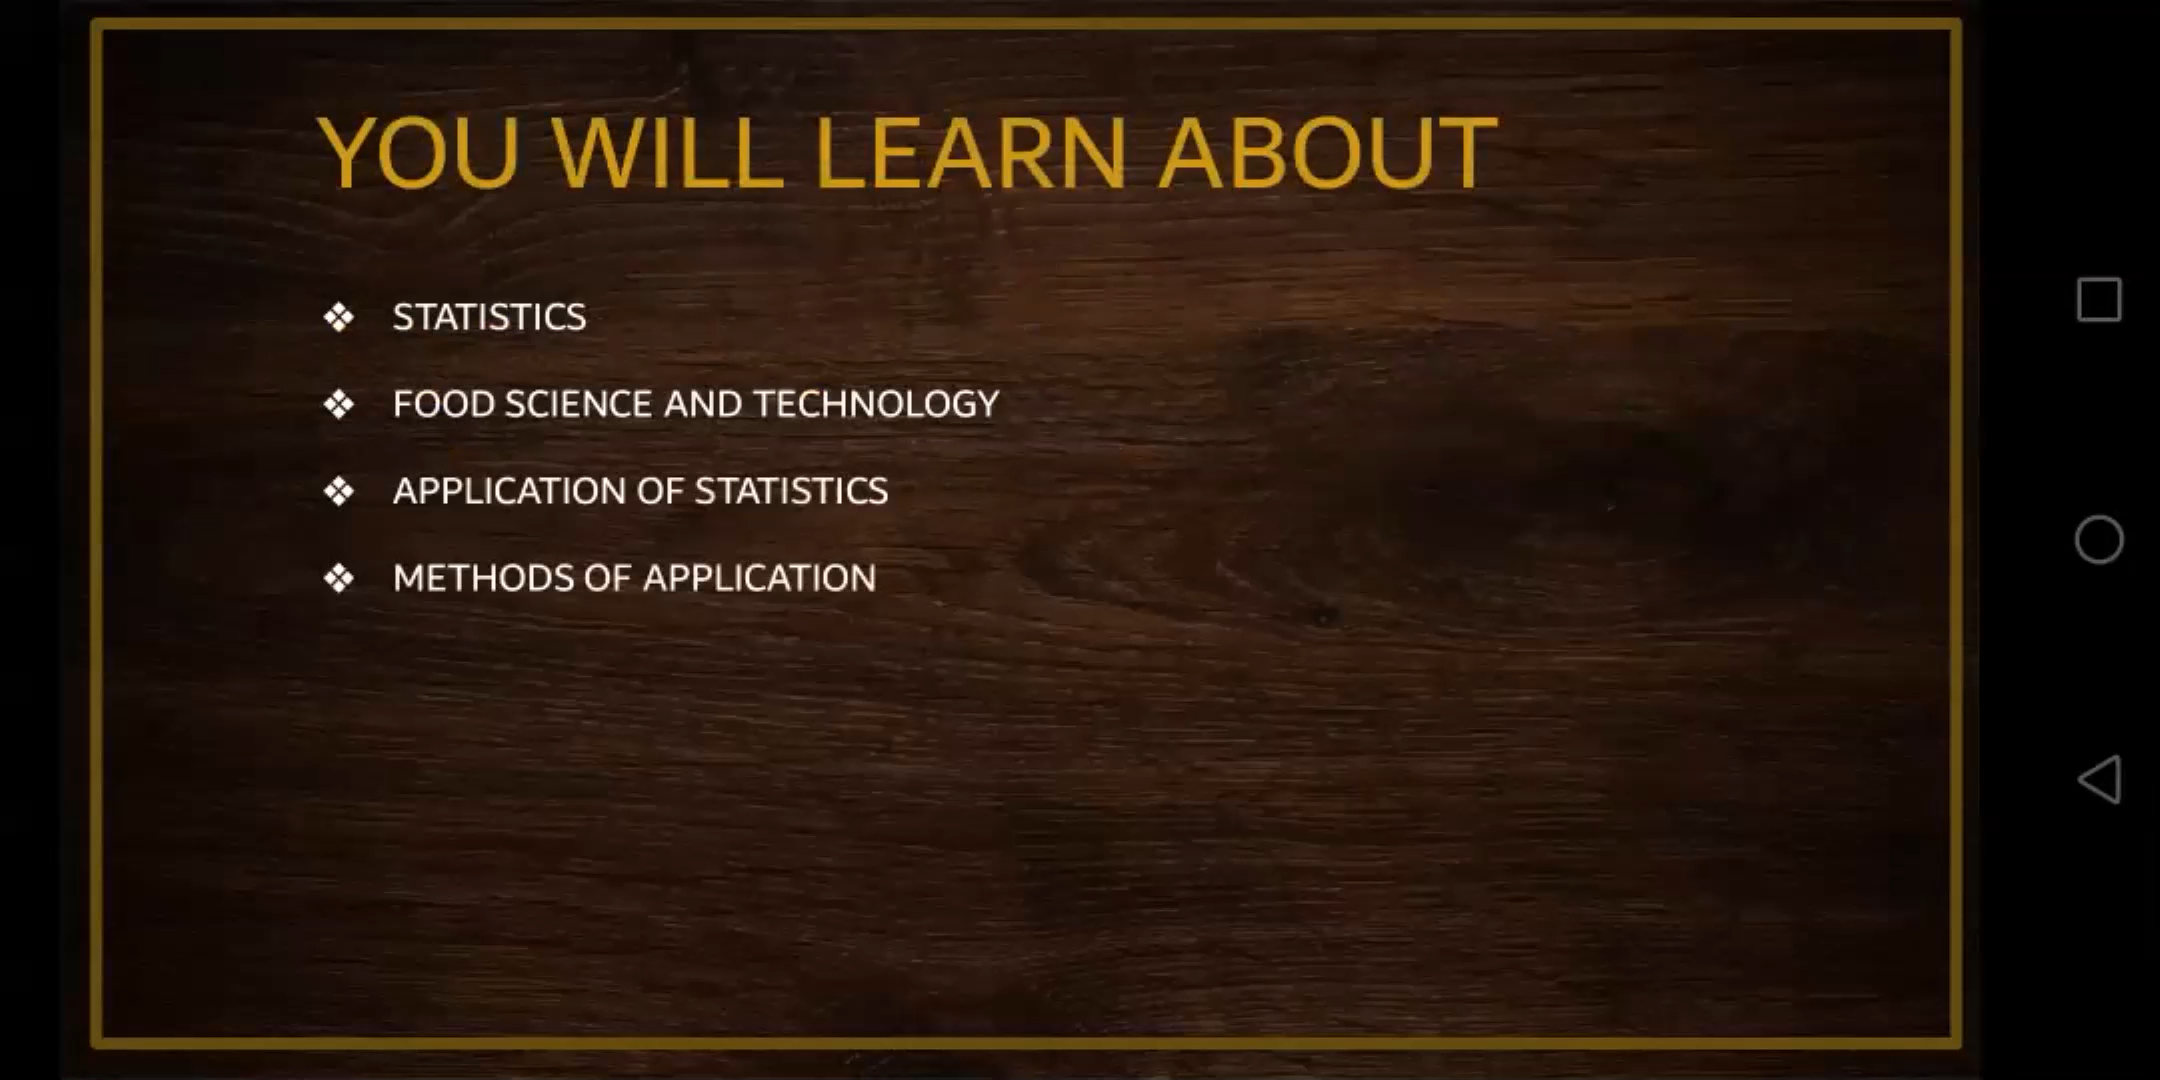 YOU WILL LEARN ABOUT
❖ STATISTICS
❖ FOOD SCIENCE AND TECHNOLOGY
❖ APPLICATION OF STATISTICS
❖ METHODS OF APPLICATION